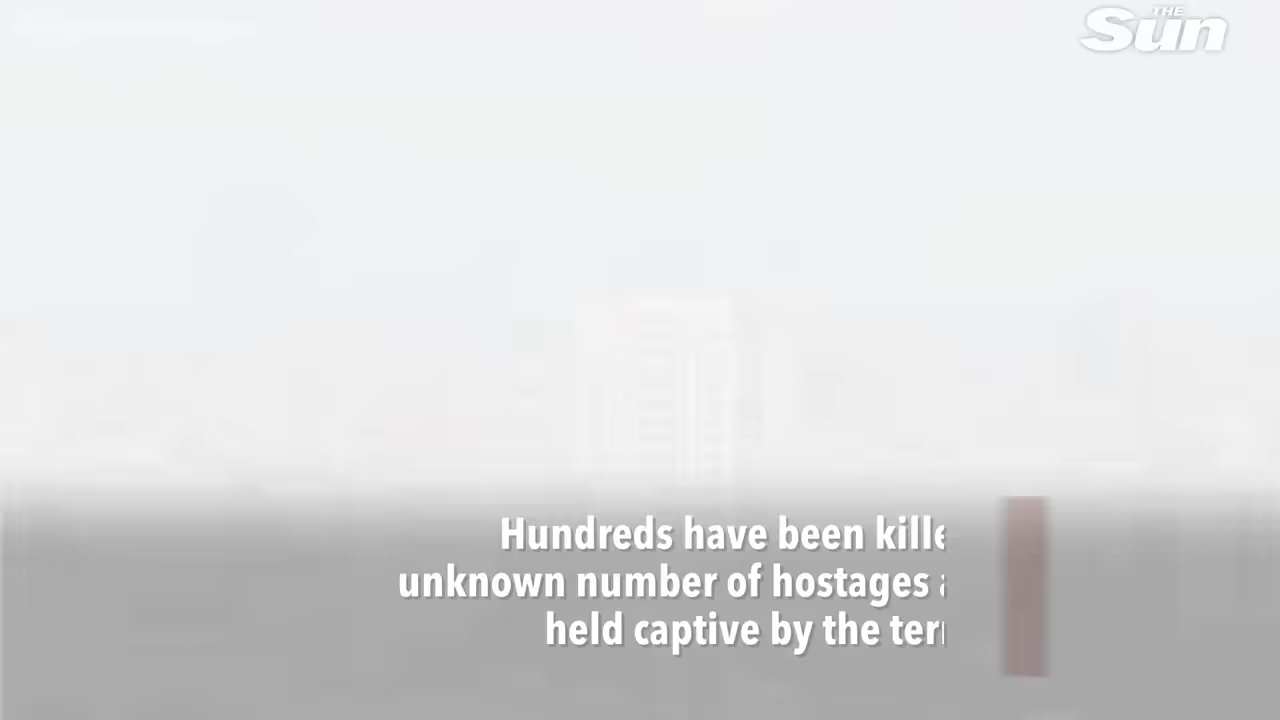 THE
Sun
Hundreds have been kille
unknown number of hostages
held captive by the ter